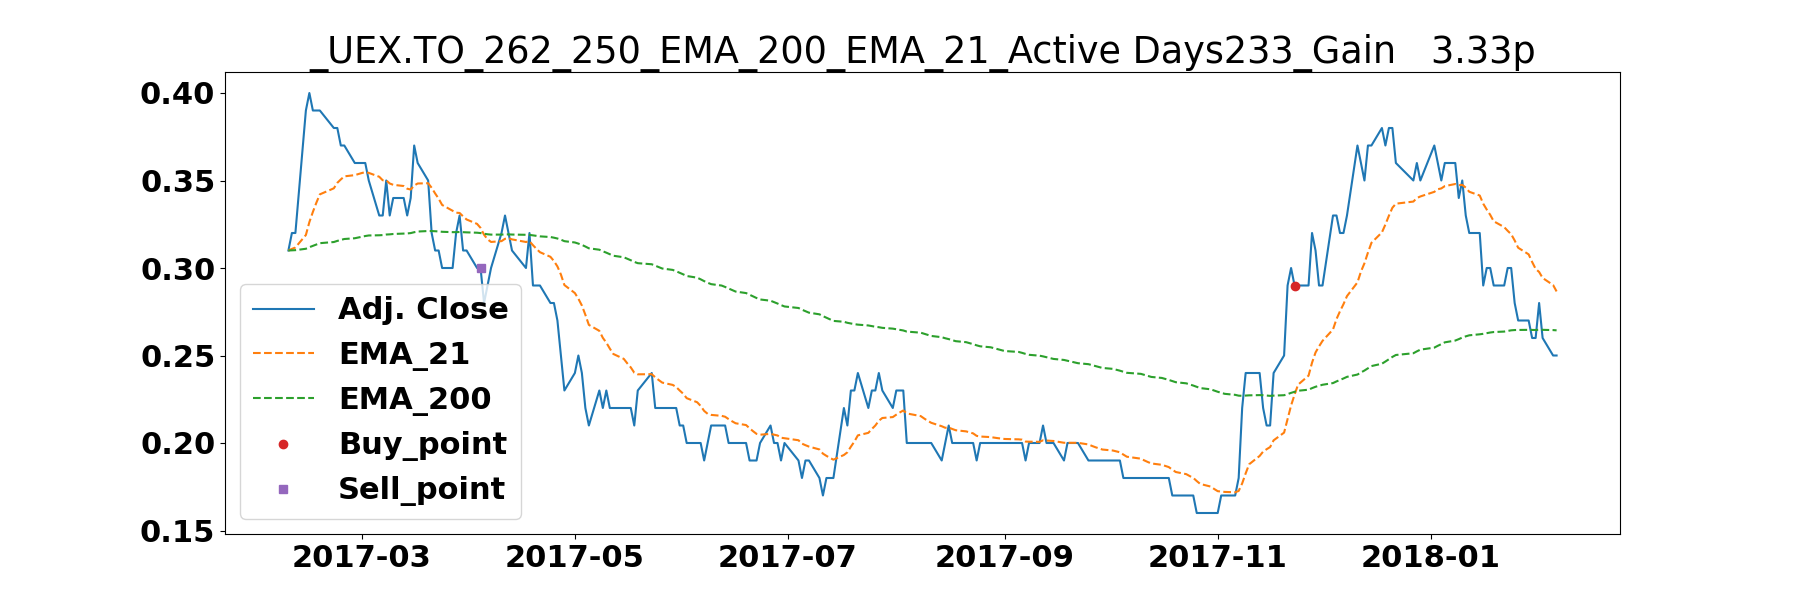 _UEX.TO_262_250_EMA_200_EMA_21_Active Days233_Gain   3.33p
0.40
0.35
0.30
0.25
0.20
0.15
Adj. Close
EMA_21
EMA_200
Buy_point
Sell_point
2017-03 2017-05 2017-07 2017-09 2017-11 2018-01